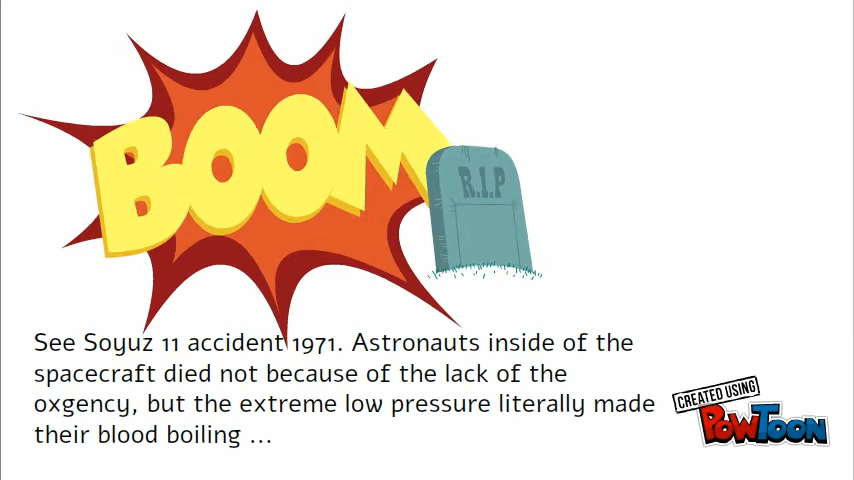 BOOM
R.I.P
See Soyuz 11 accident 1971. Astronauts inside of the
spacecraft died not because of the lack of the
oxgency, but the extreme low pressure literally made
their blood boiling ...
CREATED USING
POWTOON